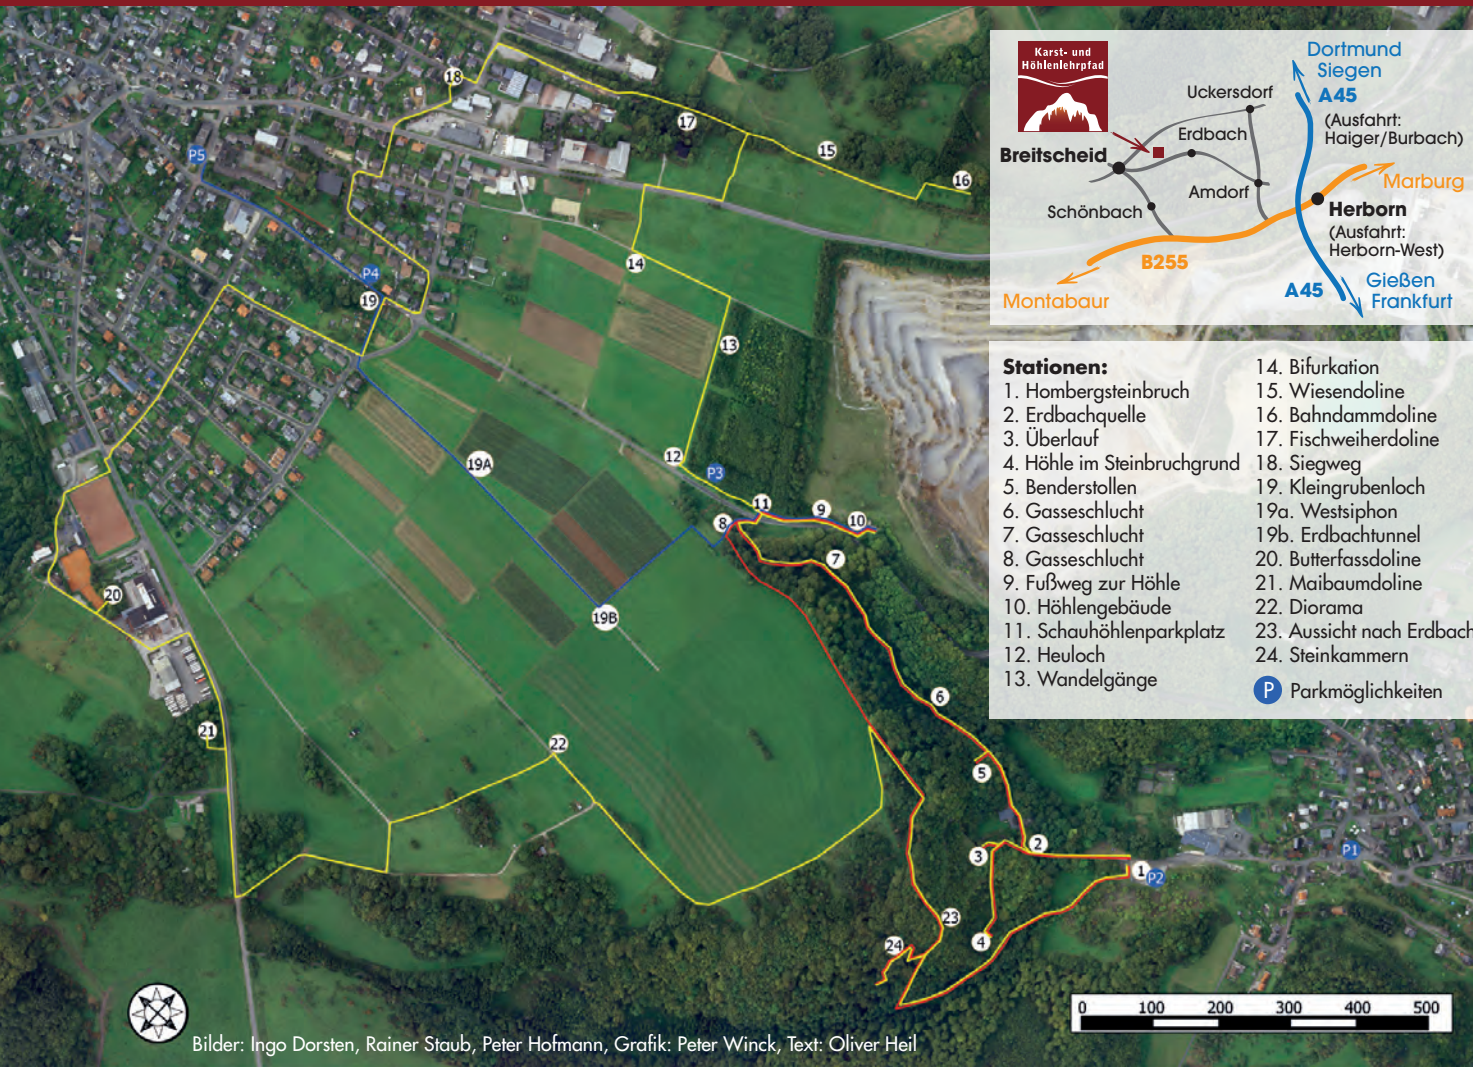 Karst- und
Höhlenlehrpfad
Dortmund
Siegen
A45
(Ausfahrt:
Haiger/Burbach)
Uckersdorf
Erdbach
Breitscheid
Marburg
Amdorf
Herborn
(Ausfahrt:
Herborn-West)
Schönbach
B255
Gießen
Frankfurt
A45
Montabaur
Stationen:
1. Hombergsteinbruch
2. Erdbachquelle
3. Überlauf
4. Höhle im Steinbruchgrund
5. Benderstollen
6. Gasseschlucht
7. Gasseschlucht
8. Gasseschlucht
9. Fußweg zur Höhle
10. Höhlengebäude
11. Schauhöhlenparkplatz
12. Heuloch
13. Wandelgänge
14. Bifurkation
15. Wiesendoline
16. Bahndammdoline
17. Fischweiherdoline
18. Siegweg
19. Kleingrubenloch
19a. Westsiphon
19b. Erdbachtunnel
20. Butterfassdoline
21. Maibaumdoline
22. Diorama
23. Aussicht nach Erdbach
24. Steinkammern
P Parkmöglichkeiten
18
17
15
16
P5
14
P4
19
13
12
P3
19A
11
9
10
8
7
19B
20
6
21
22
5
2
3
1
P2
P1
23
4
24
0 100 200 300 400 500
Bilder: Ingo Dorsten, Rainer Staub, Peter Hofmann, Grafik: Peter Winck, Text: Oliver Heil